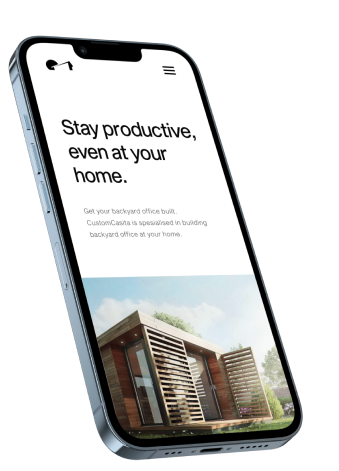 Stay productive,
even at your
home.
Get your backyard office built.
CustomCasita is spesialised in building
backyard office at your home.